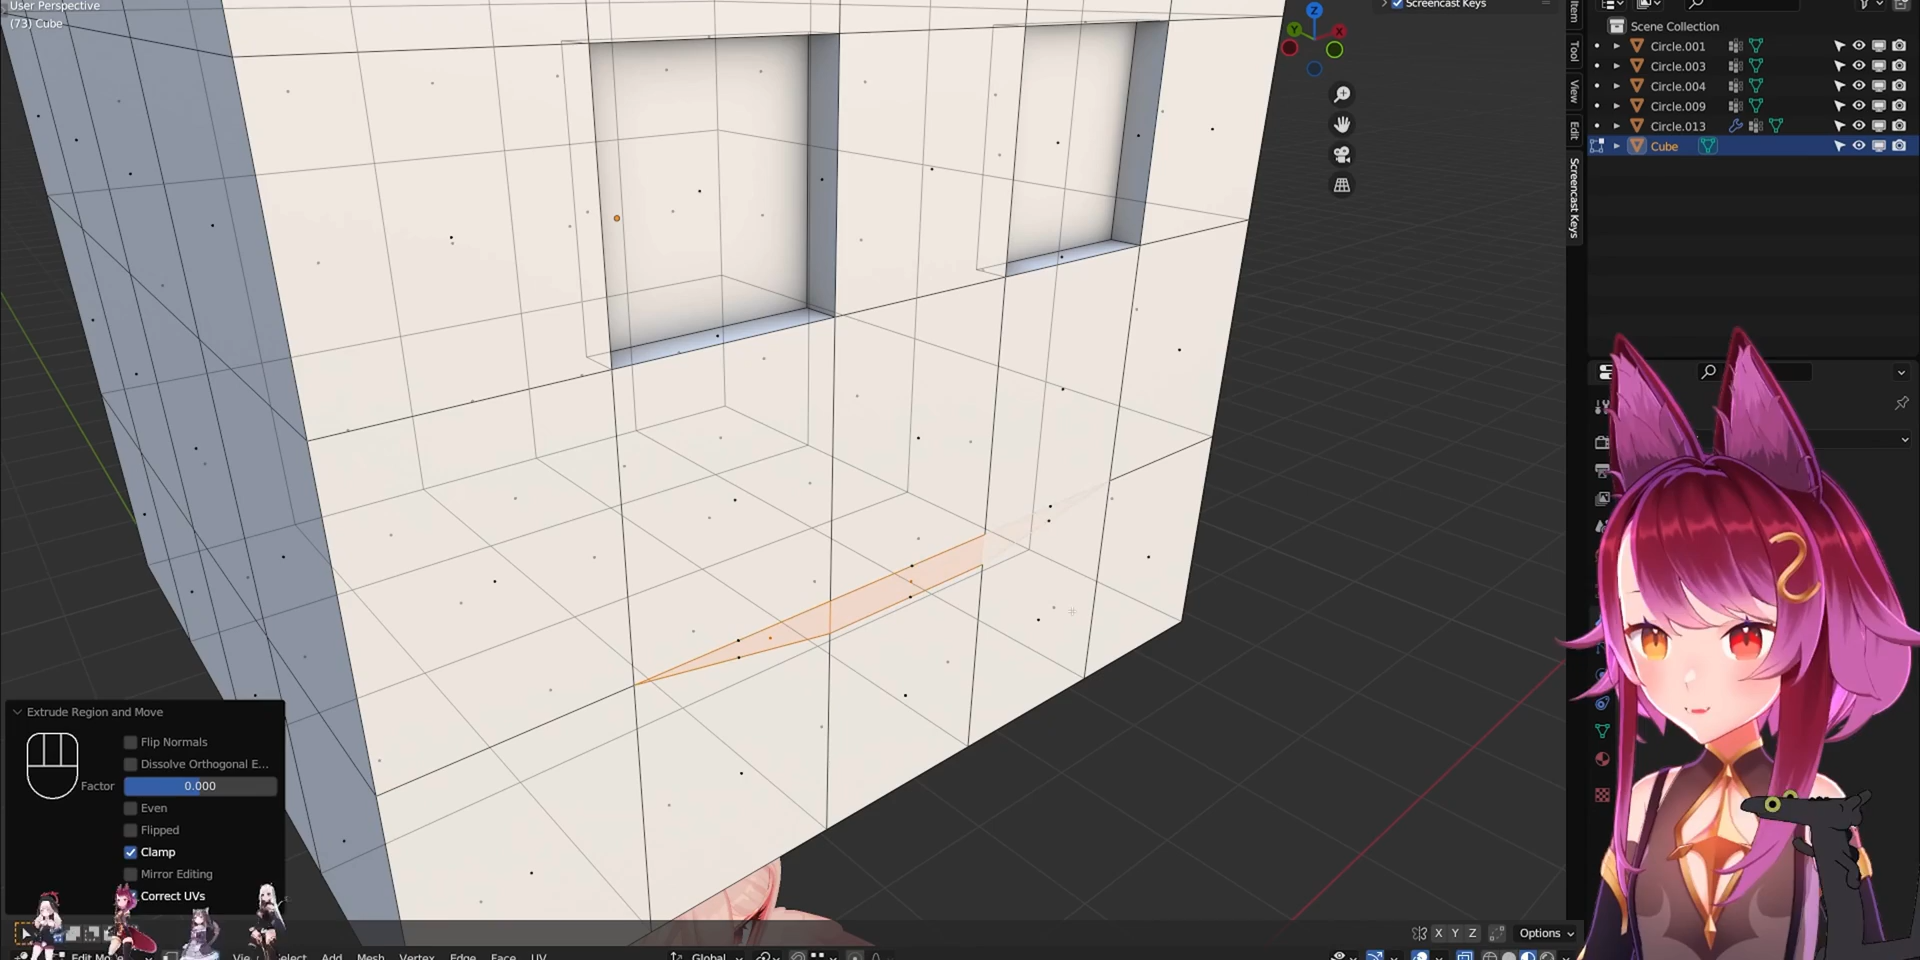 User Perspective
(73) Cube
Screencast Keys
Z
Y
X
Item
Tool
View
Edit
Screencast Keys
Scene Collection
Circle.001
Circle.003
Circle.004
Circle.009
Circle.013
Cube
Extrude Region and Move
Flip Normals
Dissolve Orthogonal E...
Factor 0.000
Even
Flipped
Clamp
Mirror Editing
Correct UVs
X Y Z
Options
Edit Mo
Add Mesh Vertex Edge Face UV
Global